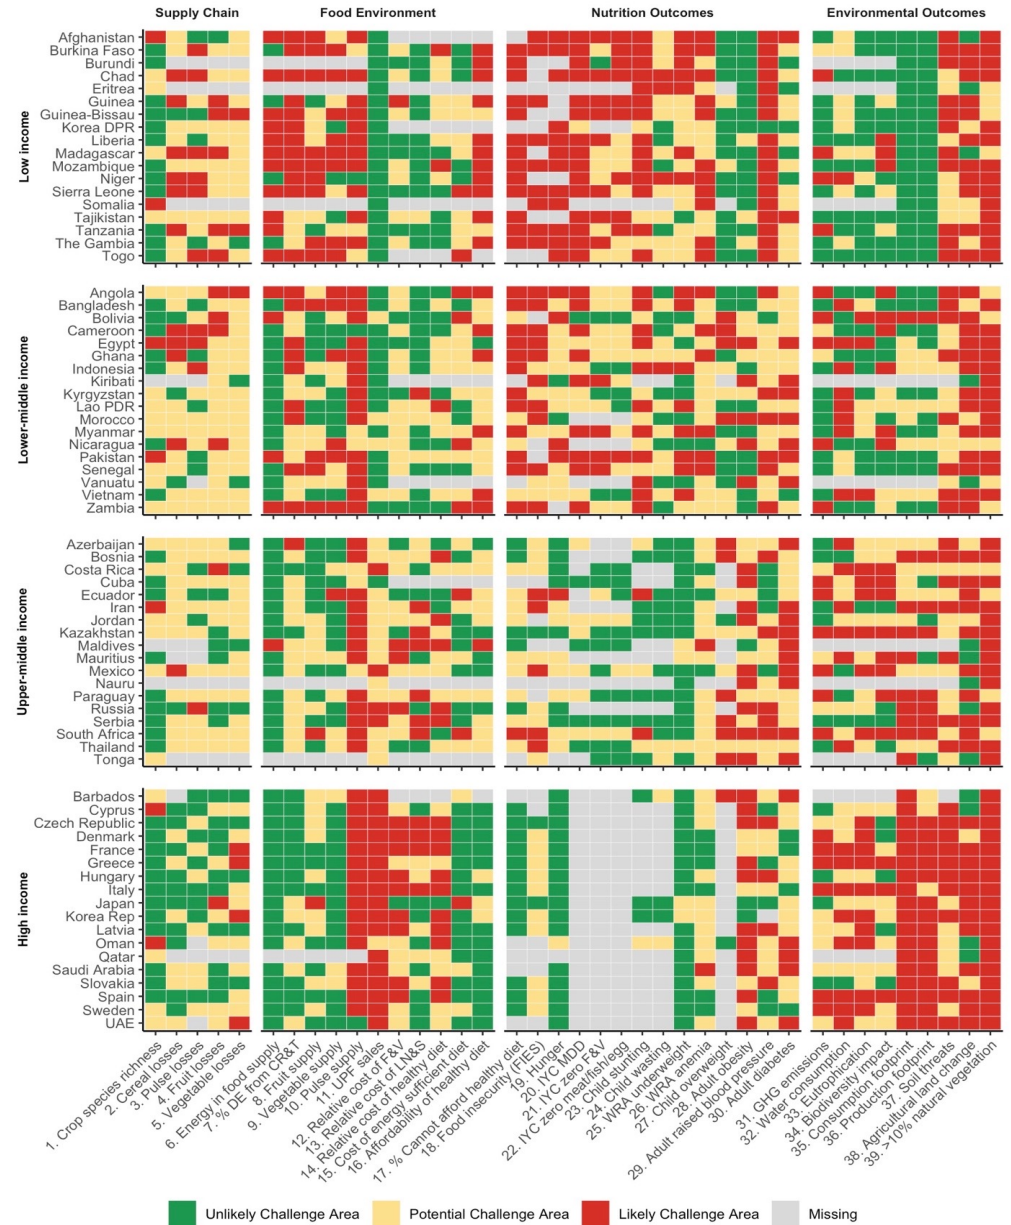 Supply Chain
Food Environment
Nutrition Outcomes
Environmental Outcomes
Low income
Afghanistan
Burkina Faso
Burundi
Chad
Eritrea
Guinea
Guinea-Bissau
Korea DPR
Liberia
Madagascar
Mozambique
Niger
Sierra Leone
Somalia
Tajikistan
Tanzania
The Gambia
Togo
Lower-middle income
Angola
Bangladesh
Bolivia
Cameroon
Egypt
Ghana
Indonesia
Kiribati
Kyrgyzstan
Lao PDR
Morocco
Myanmar
Nicaragua
Pakistan
Senegal
Vanuatu
Vietnam
Zambia
Upper-middle income
Azerbaijan
Bosnia
Costa Rica
Cuba
Ecuador
Iran
Jordan
Kazakhstan
Maldives
Mauritius
Mexico
Nauru
Paraguay
Russia
Serbia
South Africa
Thailand
Tonga
High income
Barbados
Cyprus
Czech Republic
Denmark
France
Greece
Hungary
Italy
Japan
Korea Rep
Latvia
Oman
Qatar
Saudi Arabia
Slovakia
Spain
Sweden
UAE
1. Crop species richness
2. Cereal losses
3. Pulse losses
4. Fruit losses
5. Vegetable losses
6. Energy in food supply
7. % DE from CR&T
8. Fruit supply
9. Vegetable supply
10. Pulse supply
11. UPF sales
12. Relative cost of F&V
13. Relative cost of LN&S
14. Relative cost of healthy diet
15. Cost of energy sufficient diet
16. Affordability of healthy diet
17. % Cannot afford healthy diet
18. Food insecurity (FIES)
19. Hunger
20. IYC MDD
21. IYC zero F&V
22. IYC zero meat/fish/egg
23. Child stunting
24. Child wasting
25. WRA underweight
26. WRA anemia
27. Child overweight
28. Adult obesity
29. Adult raised blood pressure
30. Adult diabetes
31. GHG emissions
32. Water consumption
33. Eutrophication
34. Biodiversity impact
35. Consumption footprint
36. Production footprint
37. Soil threats
38. Agricultural land change
39. >10% natural vegetation
Unlikely Challenge Area
Potential Challenge Area
Likely Challenge Area
Missing